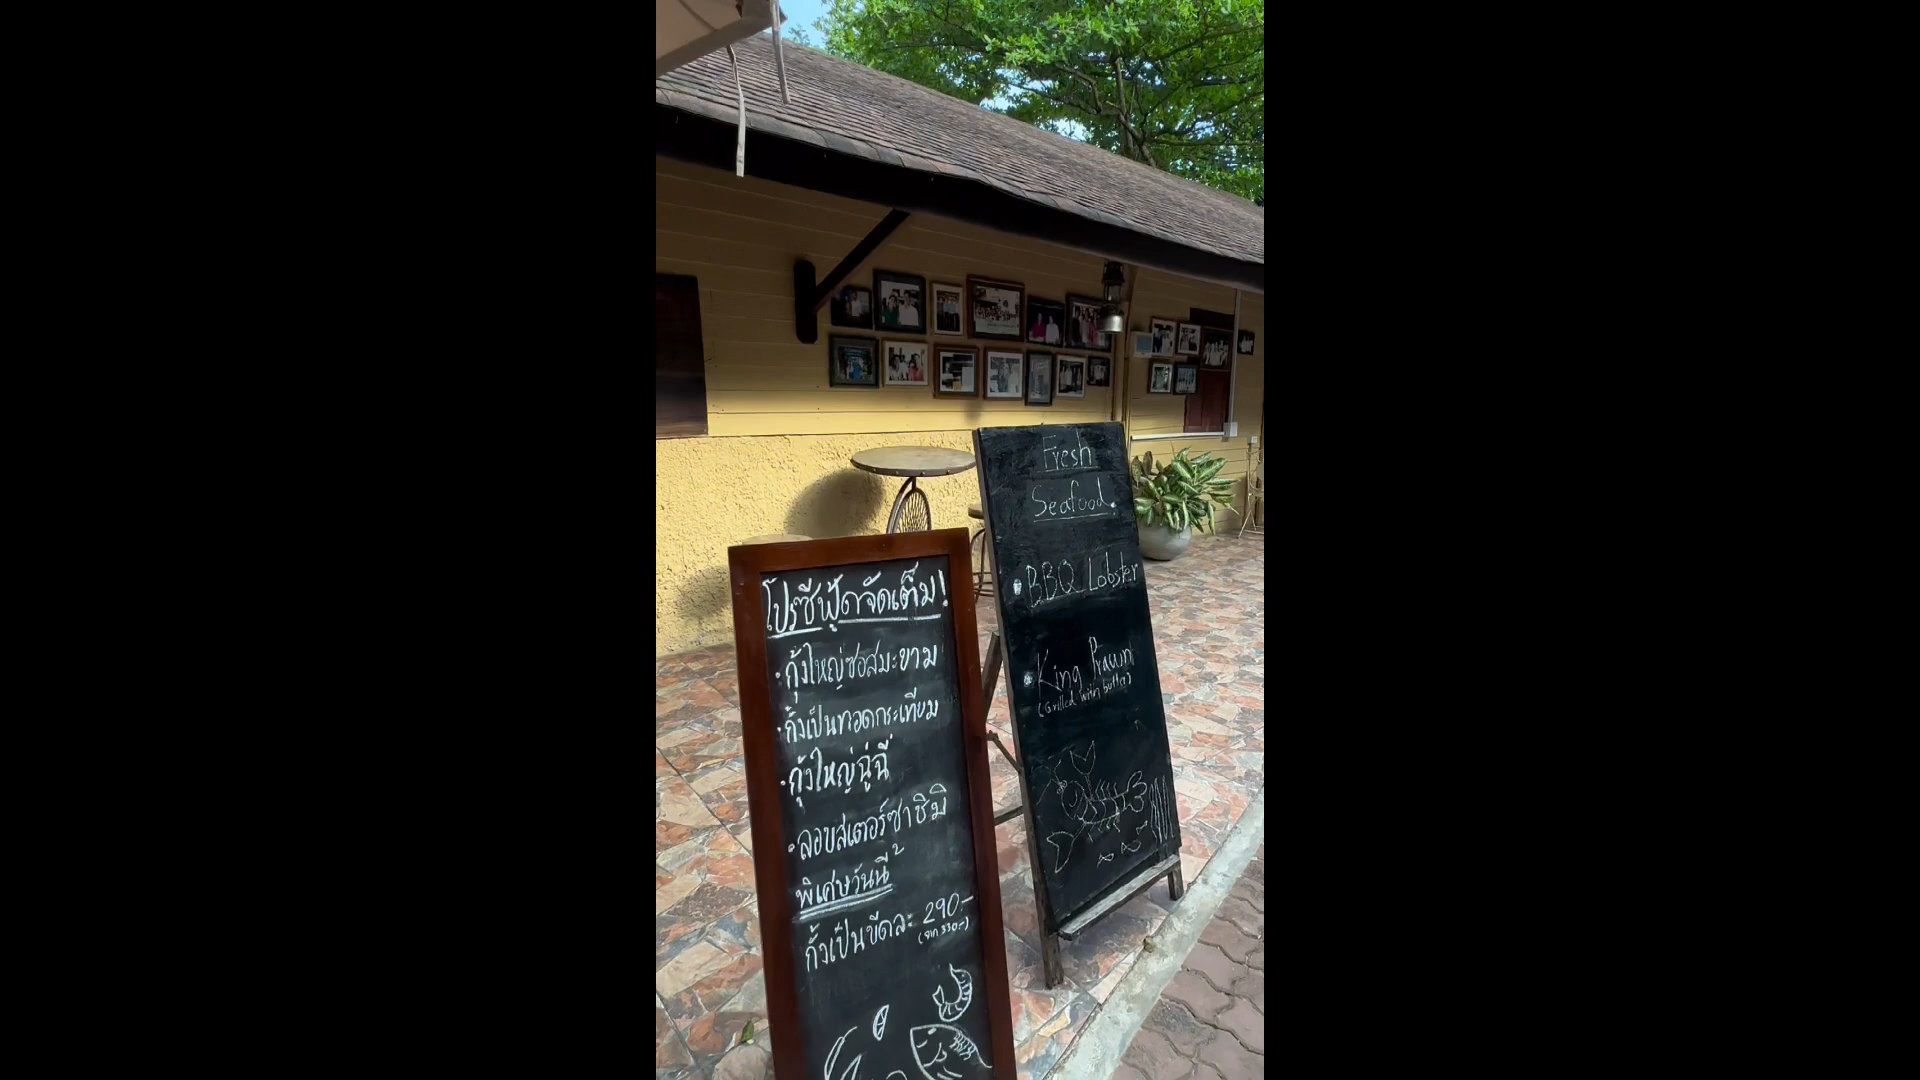 โปรซีฟู้ดจัดเต็ม!
· กุ้งใหญ่ซอสมะขาม
· กั้งเป็นทอดกระเทียม
· กุ้งใหญ่ฉู่ฉี่
· ลอบสเตอร์ซาชิมิ
พิเศษวันนี้
กั้งเป็นขีดละ 290.-
(จาก 330.-)
Fresh
Seafood.
• BBQ Lobster
• King Prawn
(Grilled with butter)